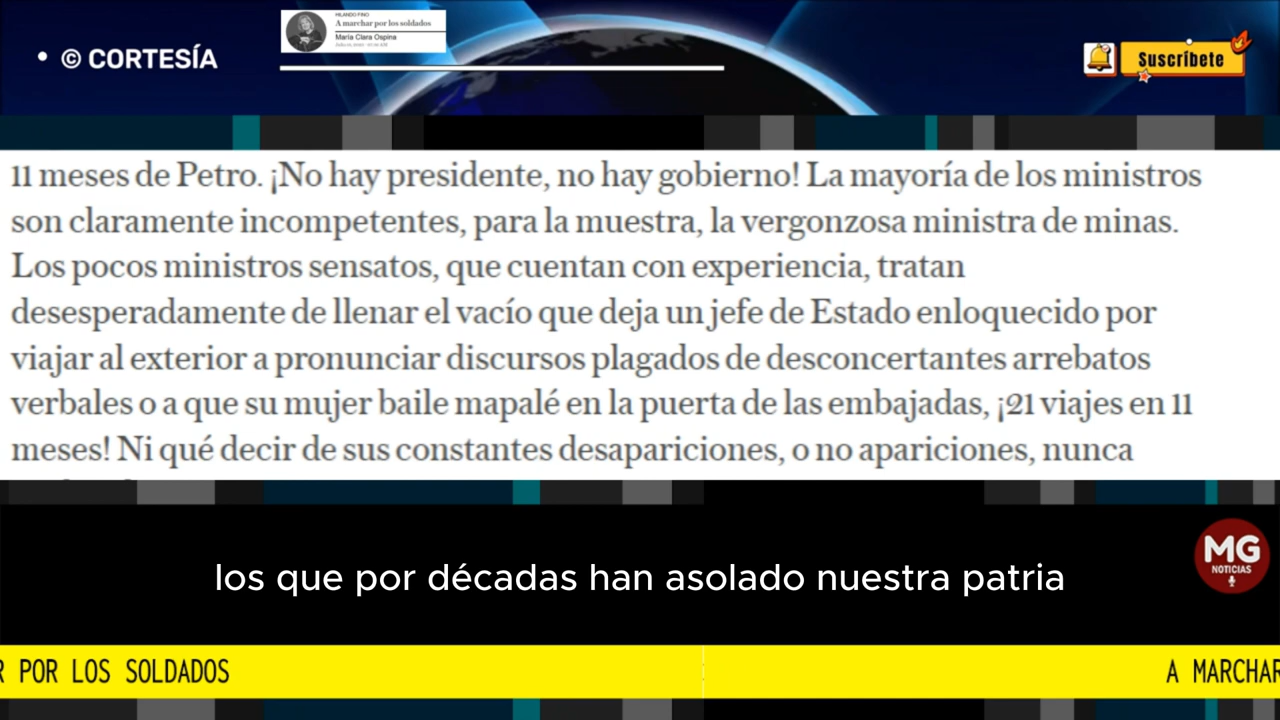 • © CORTESÍA
HILANDO FINO
A marchar por los soldados
María Clara Ospina
Suscríbete
11 meses de Petro. ¡No hay presidente, no hay gobierno! La mayoría de los ministros
son claramente incompetentes, para la muestra, la vergonzosa ministra de minas.
Los pocos ministros sensatos, que cuentan con experiencia, tratan
desesperadamente de llenar el vacío que deja un jefe de Estado enloquecido por
viajar al exterior a pronunciar discursos plagados de desconcertantes arrebatos
verbales o a que su mujer baile mapalé en la puerta de las embajadas, ¡21 viajes en 11
meses! Ni qué decir de sus constantes desapariciones, o no apariciones, nunca
los que por décadas han asolado nuestra patria
MG
NOTICIAS
R POR LOS SOLDADOS
A MARCHAR